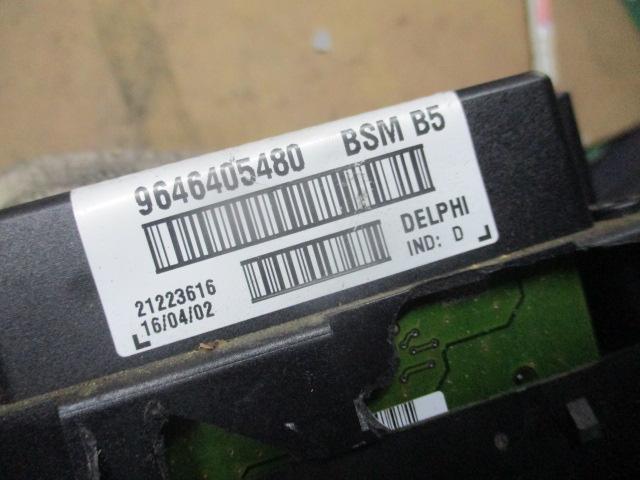 9646405480 BSM B5
DELPHI
IND: D
21223616
16/04/02